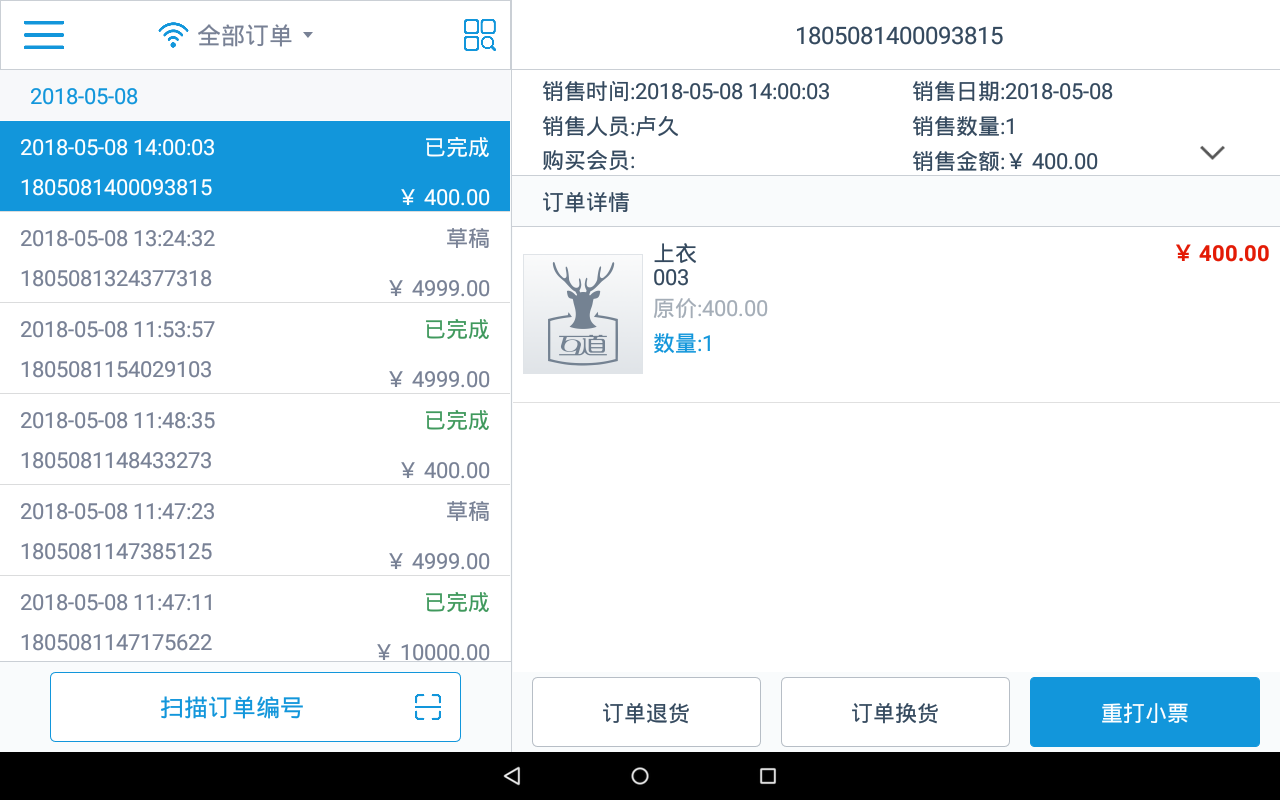 全部订单
2018-05-08
2018-05-08 14:00:03 已完成
1805081400093815 ¥ 400.00
2018-05-08 13:24:32 草稿
1805081324377318 ¥ 4999.00
2018-05-08 11:53:57 已完成
1805081154029103 ¥ 4999.00
2018-05-08 11:48:35 已完成
1805081148433273 ¥ 400.00
2018-05-08 11:47:23 草稿
1805081147385125 ¥ 4999.00
2018-05-08 11:47:11 已完成
1805081147175622 ¥ 10000.00
扫描订单编号
1805081400093815
销售时间:2018-05-08 14:00:03 销售日期:2018-05-08
销售人员:卢久 销售数量:1
购买会员: 销售金额:¥ 400.00
订单详情
互道
上衣 ¥ 400.00
003
原价:400.00
数量:1
订单退货 订单换货 重打小票